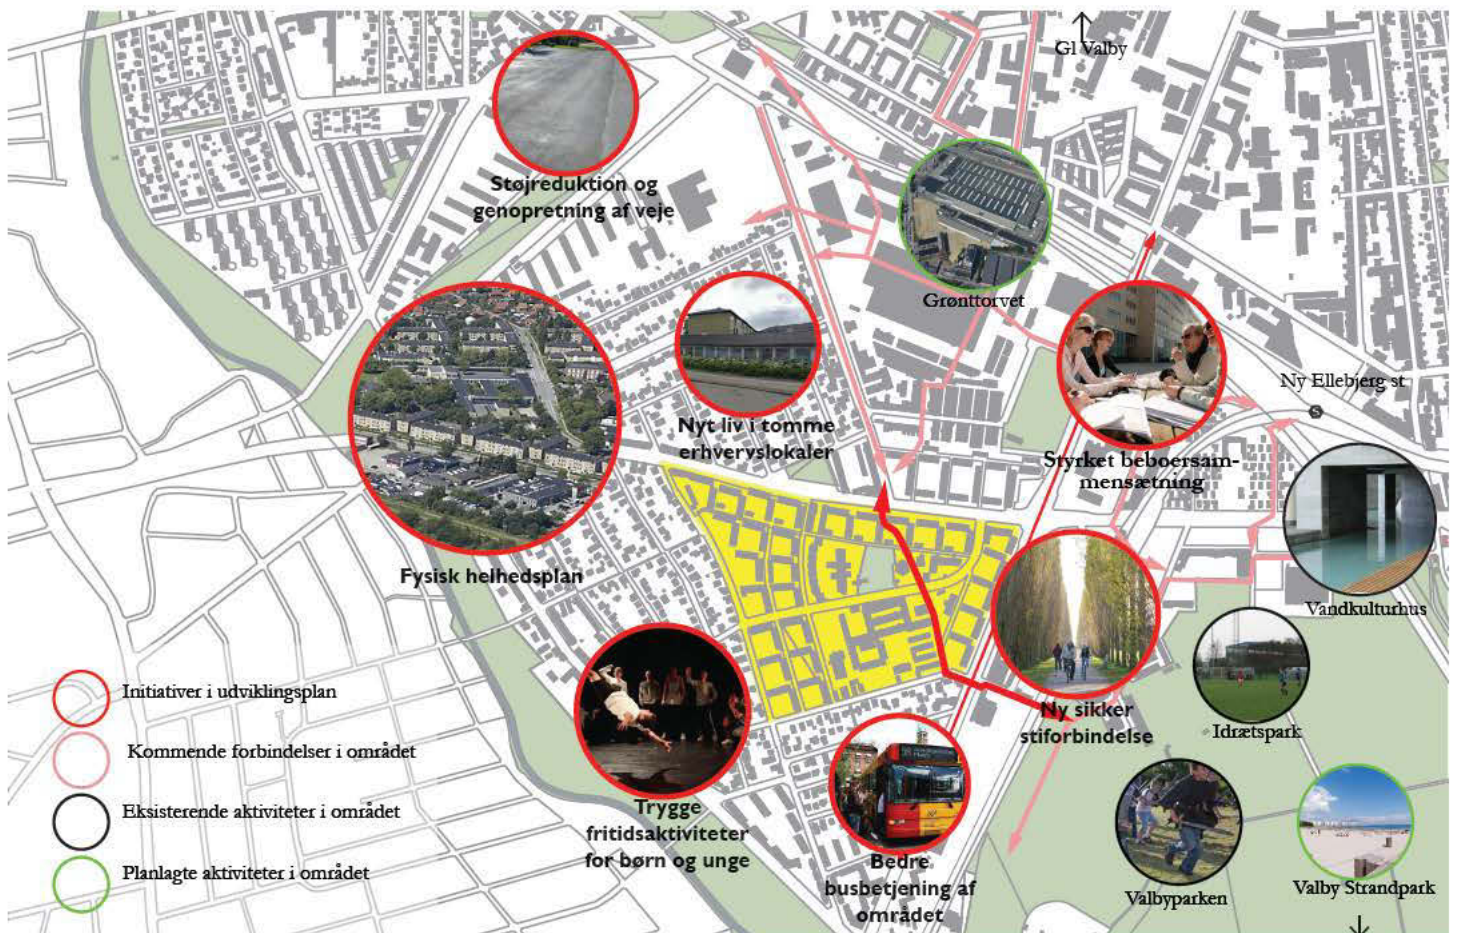 Gl Valby
Støjreduktion og
genopretning af veje
Grønttorvet
Ny Ellebjerg st
S
Nyt liv i tomme
erhvervslokaler
Styrket beboersam-
mensætning
Fysisk helhedsplan
Vandkulturhus
Ny sikker
stiforbindelse
Idrætspark
Trygge
fritidsaktiviteter
for børn og unge
Bedre
busbetjening af
området
Valbyparken
Valby Strandpark
Initiativer i udviklingsplan
Kommende forbindelser i området
Eksisterende aktiviteter i området
Planlagte aktiviteter i området